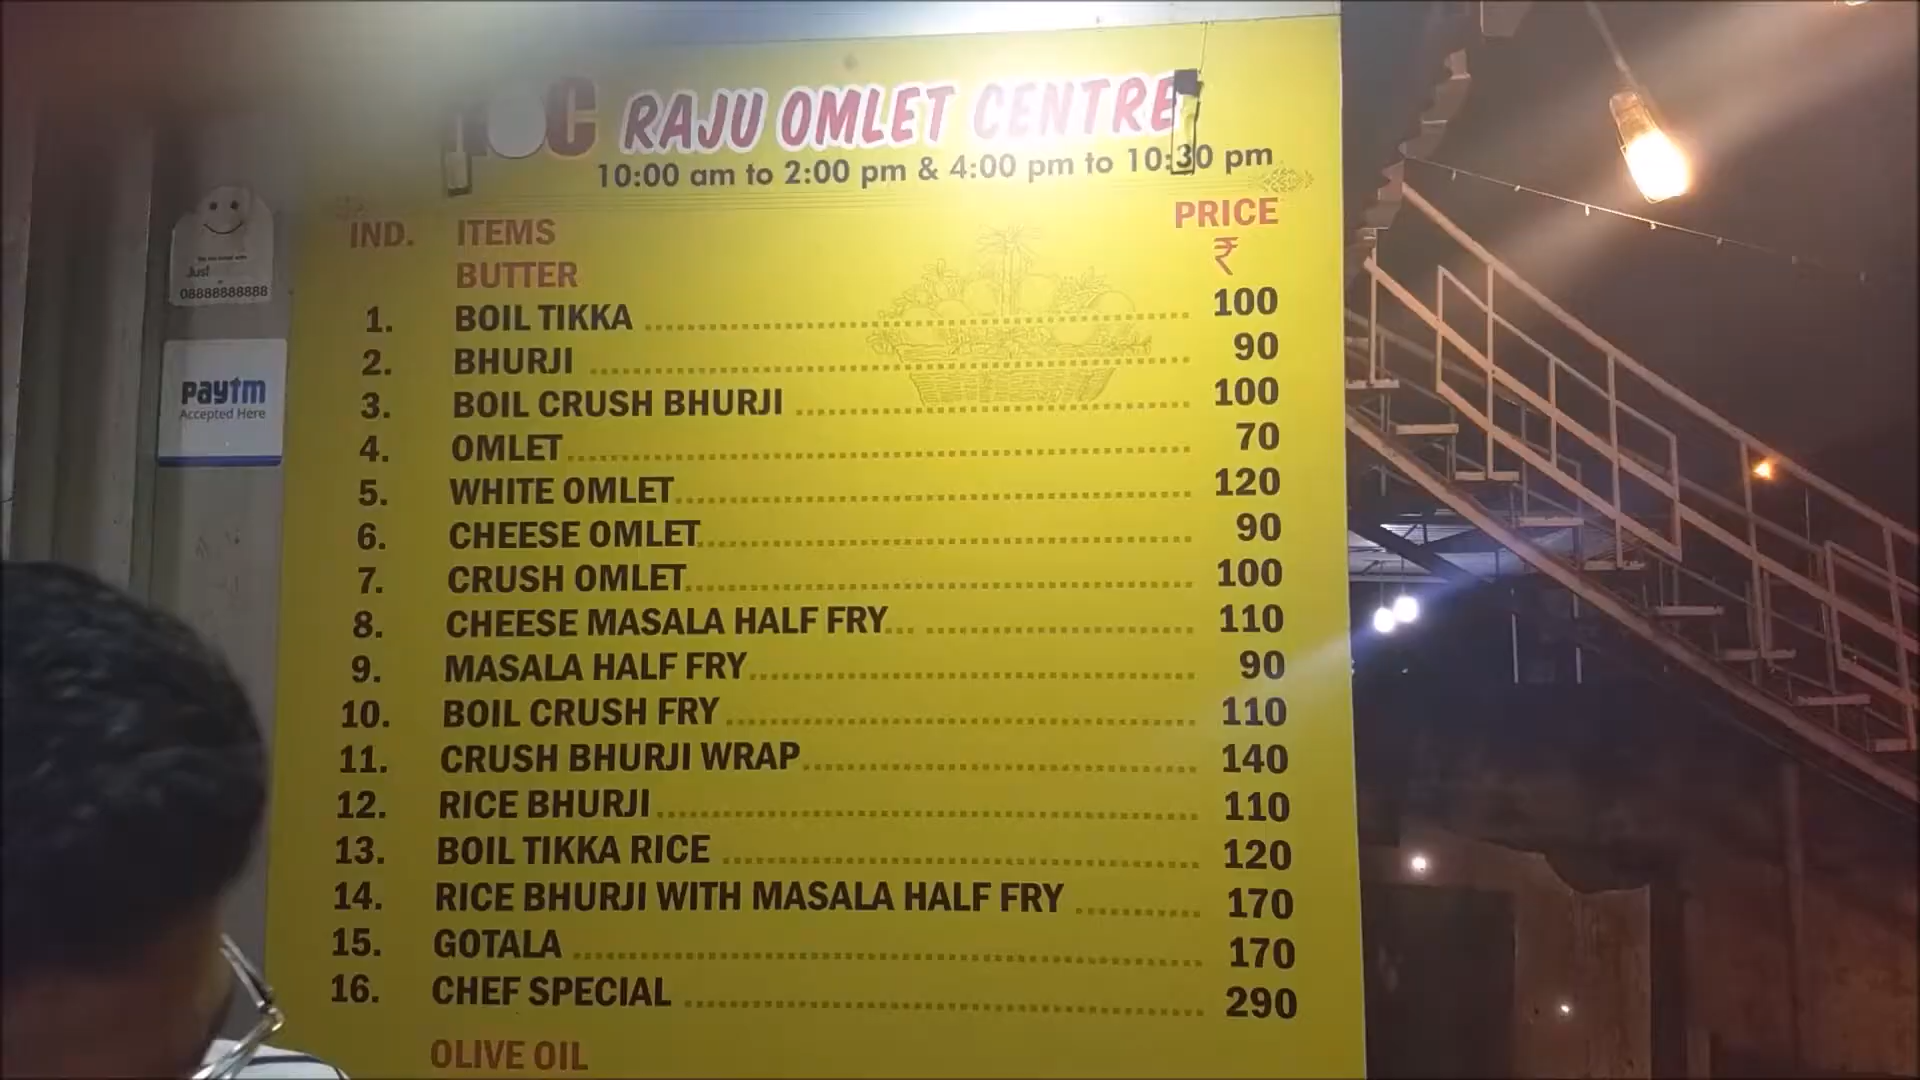 RAJU OMLET CENTRE
10:00 am to 2:00 pm & 4:00 pm to 10:30 pm
IND. ITEMS PRICE
BUTTER ₹
1. BOIL TIKKA 100
2. BHURJI 90
3. BOIL CRUSH BHURJI 100
4. OMLET 70
5. WHITE OMLET 120
6. CHEESE OMLET 90
7. CRUSH OMLET 100
8. CHEESE MASALA HALF FRY 110
9. MASALA HALF FRY 90
10. BOIL CRUSH FRY 110
11. CRUSH BHURJI WRAP 140
12. RICE BHURJI 110
13. BOIL TIKKA RICE 120
14. RICE BHURJI WITH MASALA HALF FRY 170
15. GOTALA 170
16. CHEF SPECIAL 290
OLIVE OIL
Just
08888888888
paytm
Accepted Here